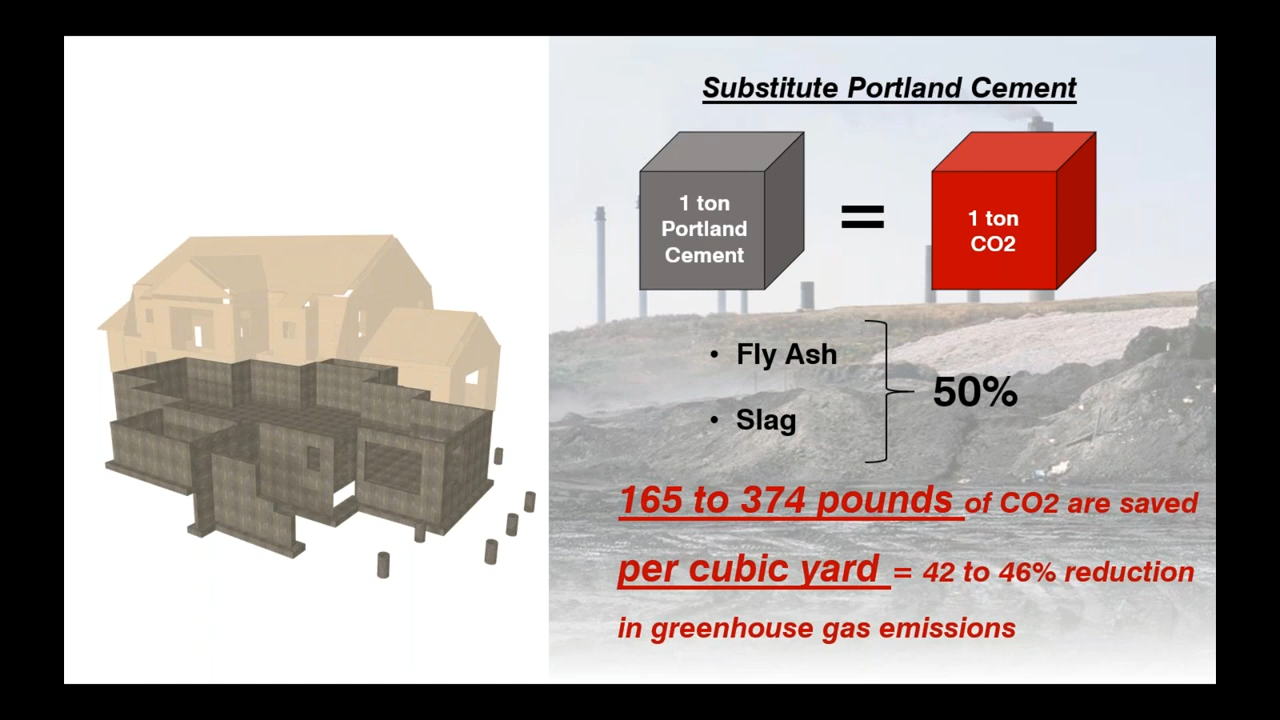 Substitute Portland Cement
1 ton
Portland
Cement
=
1 ton
CO2
• Fly Ash
• Slag
50%
165 to 374 pounds of CO2 are saved
per cubic yard = 42 to 46% reduction
in greenhouse gas emissions